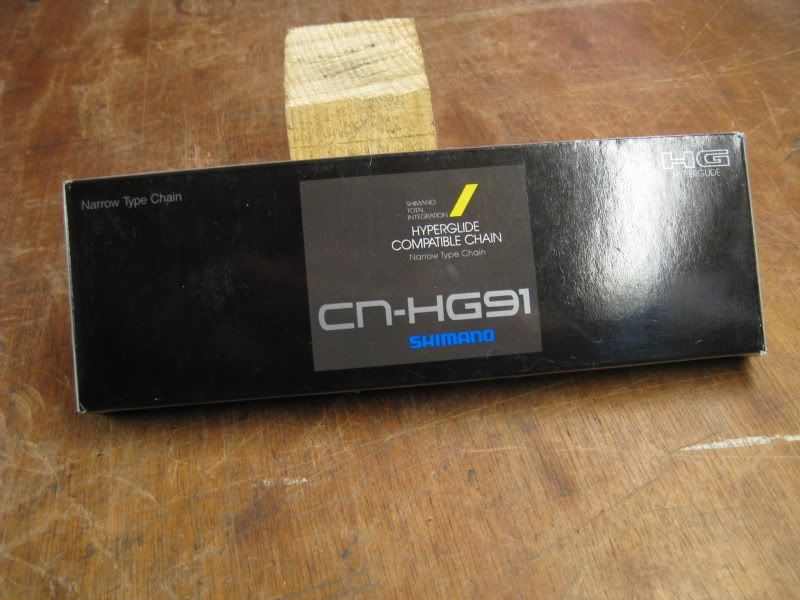 Narrow Type Chain
SHIMANO
TOTAL
INTEGRATION
HYPERGLIDE
COMPATIBLE CHAIN
Narrow Type Chain
CN-HG91
SHIMANO
HG
HYPERGLIDE